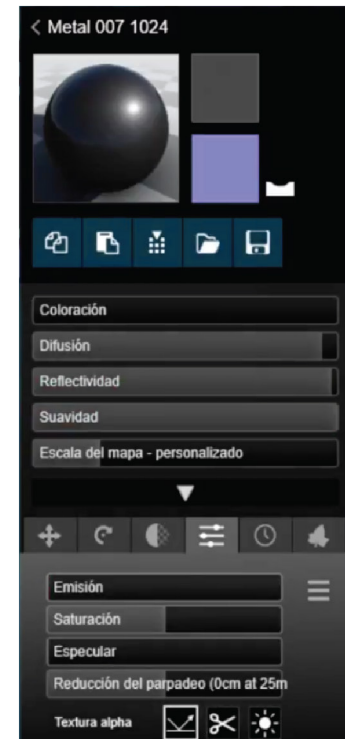 Metal 007 1024
Coloración
Difusión
Reflectividad
Suavidad
Escala del mapa - personalizado
Emisión
Saturación
Especular
Reducción del parpadeo (0cm at 25m
Textura alpha